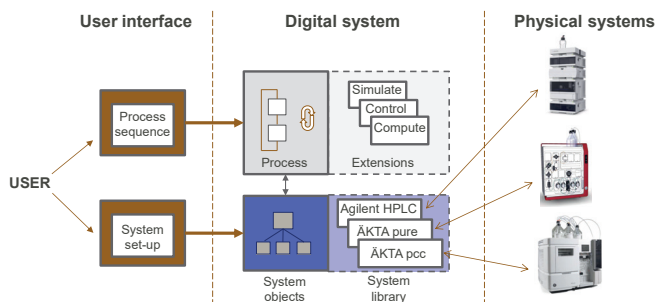 User interface
Digital system
Physical systems
USER
Process
sequence
System
set-up
Process
Simulate
Control
Compute
Extensions
Agilent HPLC
ÄKTA pure
ÄKTA pcc
System
objects
System
library